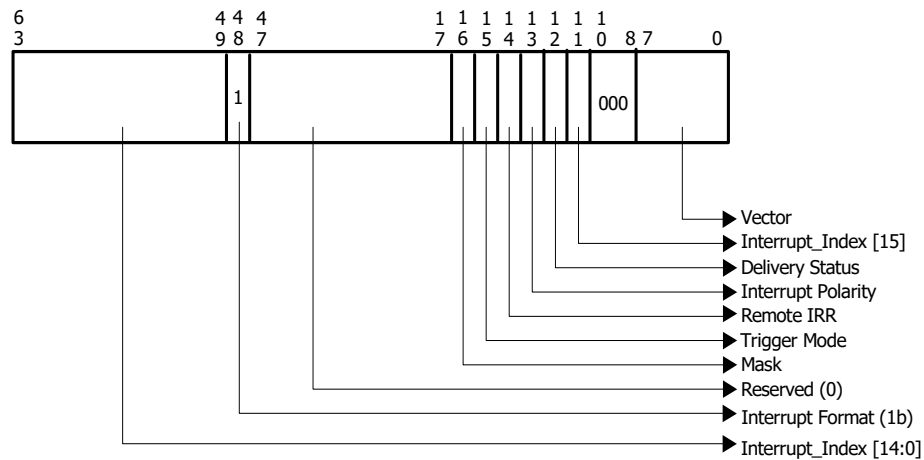 6 4 4 4 1 1 1 1 1 1 1 1
3 9 8 7 7 6 5 4 3 2 1 0 8 7 0
1 000
Vector
Interrupt_Index [15]
Delivery Status
Interrupt Polarity
Remote IRR
Trigger Mode
Mask
Reserved (0)
Interrupt Format (1b)
Interrupt_Index [14:0]